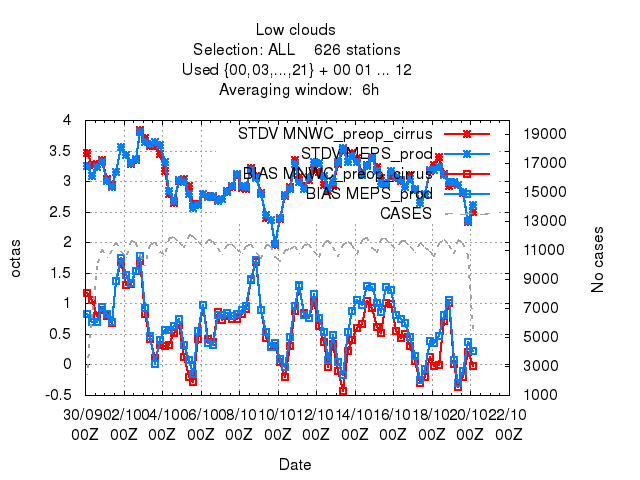 Low clouds
Selection: ALL 626 stations
Used {00,03,...,21} + 00 01 ... 12
Averaging window: 6h
STDV MNWC_preop_cirrus
STDV MEPS_prod
BIAS MNWC_preop_cirrus
BIAS MEPS_prod
CASES
4
3.5
3
2.5
2
1.5
1
0.5
0
-0.5
octas
19000
17000
15000
13000
11000
9000
7000
5000
3000
1000
No cases
30/09 02/10 04/10 06/10 08/10 10/10 12/10 14/10 16/10 18/10 20/10 22/10
00Z 00Z 00Z 00Z 00Z 00Z 00Z 00Z 00Z 00Z 00Z 00Z
Date